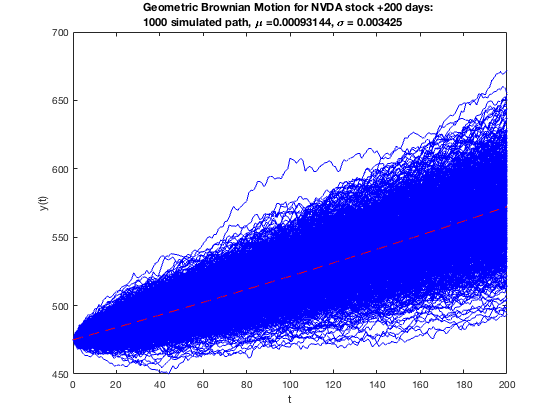 Geometric Brownian Motion for NVDA stock +200 days:
1000 simulated path, μ =0.00093144, σ = 0.003425
700
650
600
550
500
450
y(t)
0 20 40 60 80 100 120 140 160 180 200
t